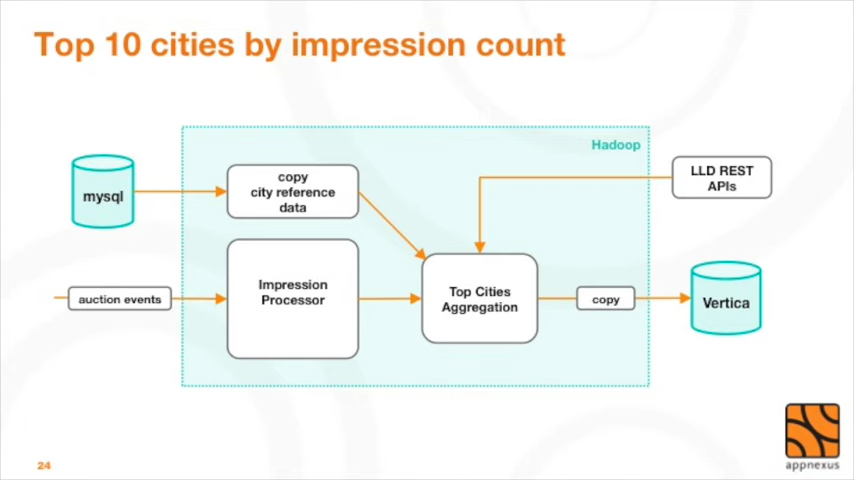 Top 10 cities by impression count
Hadoop
mysql
copy
city reference
data
LLD REST
APIs
auction events
Impression
Processor
Top Cities
Aggregation
copy
Vertica
24
appnexus